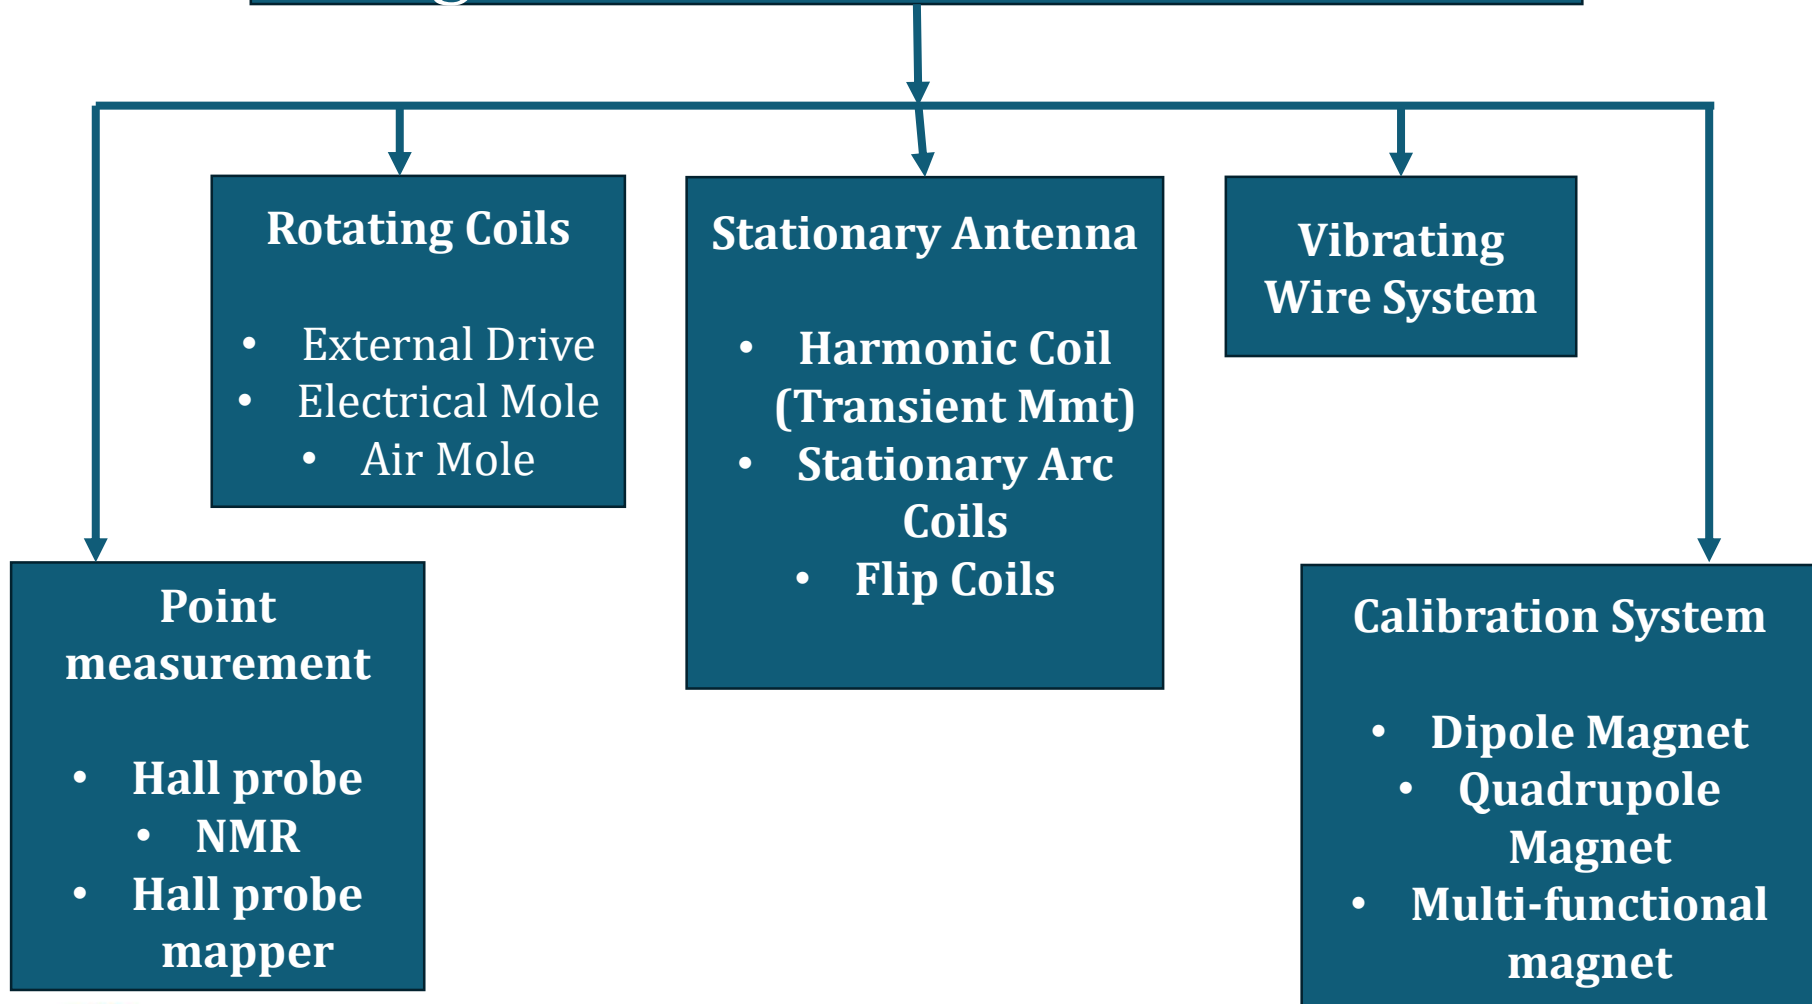 Rotating Coils
• External Drive
• Electrical Mole
• Air Mole
Stationary Antenna
• Harmonic Coil
(Transient Mmt)
• Stationary Arc
Coils
• Flip Coils
Vibrating
Wire System
Point
measurement
• Hall probe
• NMR
• Hall probe
mapper
Calibration System
• Dipole Magnet
• Quadrupole
Magnet
• Multi-functional
magnet